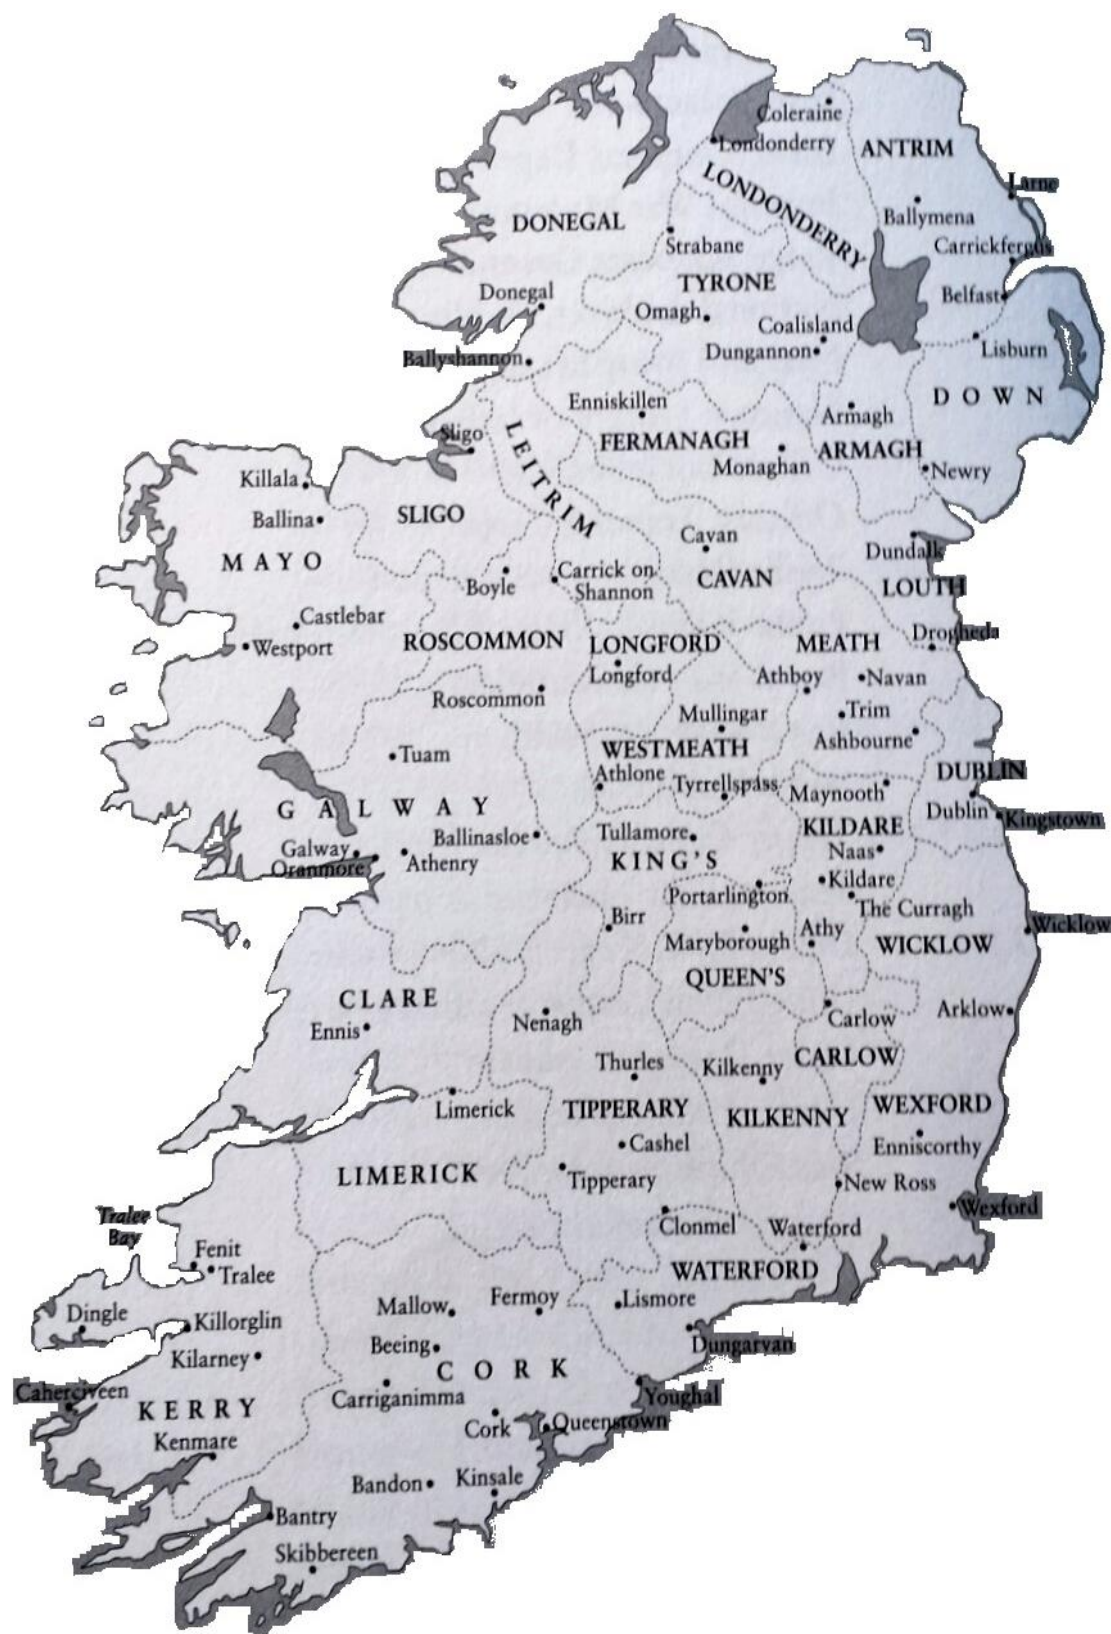 Coleraine
Londonderry
ANTRIM
LONDONDERRY
Larne
Ballymena
DONEGAL
Strabane
Carrickfergus
TYRONE
Donegal
Belfast
Omagh
Coalisland
Dungannon
Lisburn
Ballyshannon
DOWN
Enniskillen
Armagh
Sligo
LEITRIM
FERMANAGH
ARMAGH
Monaghan
Newry
Killala
SLIGO
Ballina
Cavan
Dundalk
MAYO
Boyle
Carrick on
Shannon
CAVAN
LOUTH
Castlebar
Westport
ROSCOMMON
LONGFORD
MEATH
Drogheda
Longford
Athboy
Navan
Roscommon
Mullingar
Trim
Tuam
WESTMEATH
Ashbourne
Athlone
Tyrrellspass
Maynooth
DUBLIN
GALWAY
Dublin
Kingstown
Ballinasloe
Tullamore
KILDARE
Galway
Naas
Oranmore
Athenry
KING'S
Kildare
Portarlington
The Curragh
Birr
Maryborough
Athy
WICKLOW
Wicklow
QUEEN'S
CLARE
Arklow
Ennis
Nenagh
Carlow
Thurles
Kilkenny
CARLOW
Limerick
TIPPERARY
KILKENNY
WEXFORD
Cashel
Enniscorthy
LIMERICK
Tipperary
New Ross
Wexford
Tralee
Bay
Clonmel
Waterford
Fenit
Tralee
WATERFORD
Dingle
Killorglin
Mallow
Fermoy
Lismore
Kilarney
Beeing
Dungarvan
CORK
Caherciveen
Carriganimma
Youghal
KERRY
Cork
Queenstown
Kenmare
Bandon
Kinsale
Bantry
Skibbereen